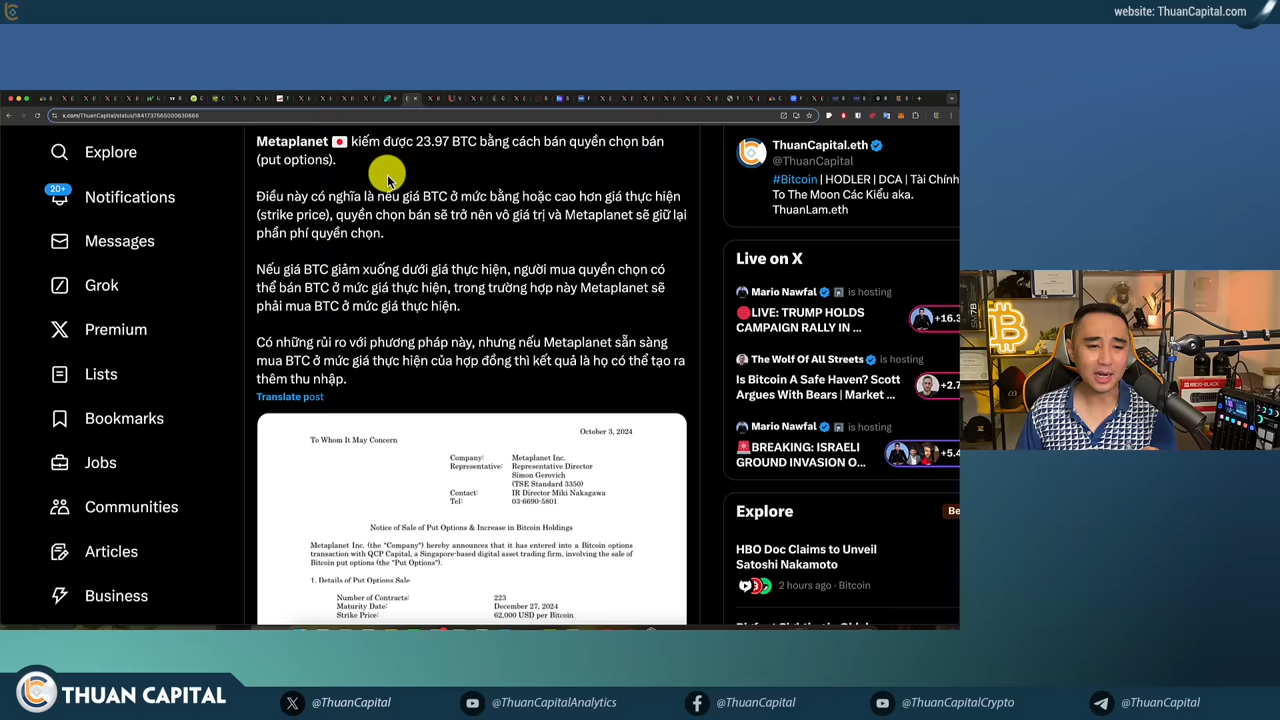 website: ThuanCapital.com
x.com/ThuanCapital/status/1841737565000630666
Explore
20+
Notifications
Messages
Grok
Premium
Lists
Bookmarks
Jobs
Communities
Articles
Business
Metaplanet 🇯🇵 kiếm được 23.97 BTC bằng cách bán quyền chọn bán
(put options).
Điều này có nghĩa là nếu giá BTC ở mức bằng hoặc cao hơn giá thực hiện
(strike price), quyền chọn bán sẽ trở nên vô giá trị và Metaplanet sẽ giữ lại
phần phí quyền chọn.
Nếu giá BTC giảm xuống dưới giá thực hiện, người mua quyền chọn có
thể bán BTC ở mức giá thực hiện, trong trường hợp này Metaplanet sẽ
phải mua BTC ở mức giá thực hiện.
Có những rủi ro với phương pháp này, nhưng nếu Metaplanet sẵn sàng
mua BTC ở mức giá thực hiện của hợp đồng thì kết quả là họ có thể tạo ra
thêm thu nhập.
Translate post
October 3, 2024
To Whom It May Concern
Company: Metaplanet Inc.
Representative: Representative Director
Simon Gerovich
(TSE Standard 3350)
Contact: IR Director Miki Nakagawa
Tel: 03-6690-5801
Notice of Sale of Put Options & Increase in Bitcoin Holdings
Metaplanet Inc. (the "Company") hereby announces that it has entered into a Bitcoin options
transaction with QCP Capital, a Singapore-based digital asset trading firm, involving the sale of
Bitcoin put options (the "Put Options").
1. Details of Put Options Sale
Number of Contracts: 223
Maturity Date: December 27, 2024
Strike Price: 62,000 USD per Bitcoin
ThuanCapital.eth
@ThuanCapital
#Bitcoin | HODLER | DCA | Tài Chính
To The Moon Các Kiểu aka.
ThuanLam.eth
Live on X
Mario Nawfal is hosting
🔴LIVE: TRUMP HOLDS
CAMPAIGN RALLY IN ...
+16.3
The Wolf Of All Streets is hosting
Is Bitcoin A Safe Haven? Scott
Argues With Bears | Market ...
+2.7
Mario Nawfal is hosting
🚨BREAKING: ISRAELI
GROUND INVASION O...
+5.4
Explore
Be
HBO Doc Claims to Unveil
Satoshi Nakamoto
2 hours ago · Bitcoin
SM7B
RE20-BLACK
THUAN CAPITAL
@ThuanCapital
@ThuanCapitalAnalytics
@ThuanCapital
@ThuanCapitalCrypto
@ThuanCapital